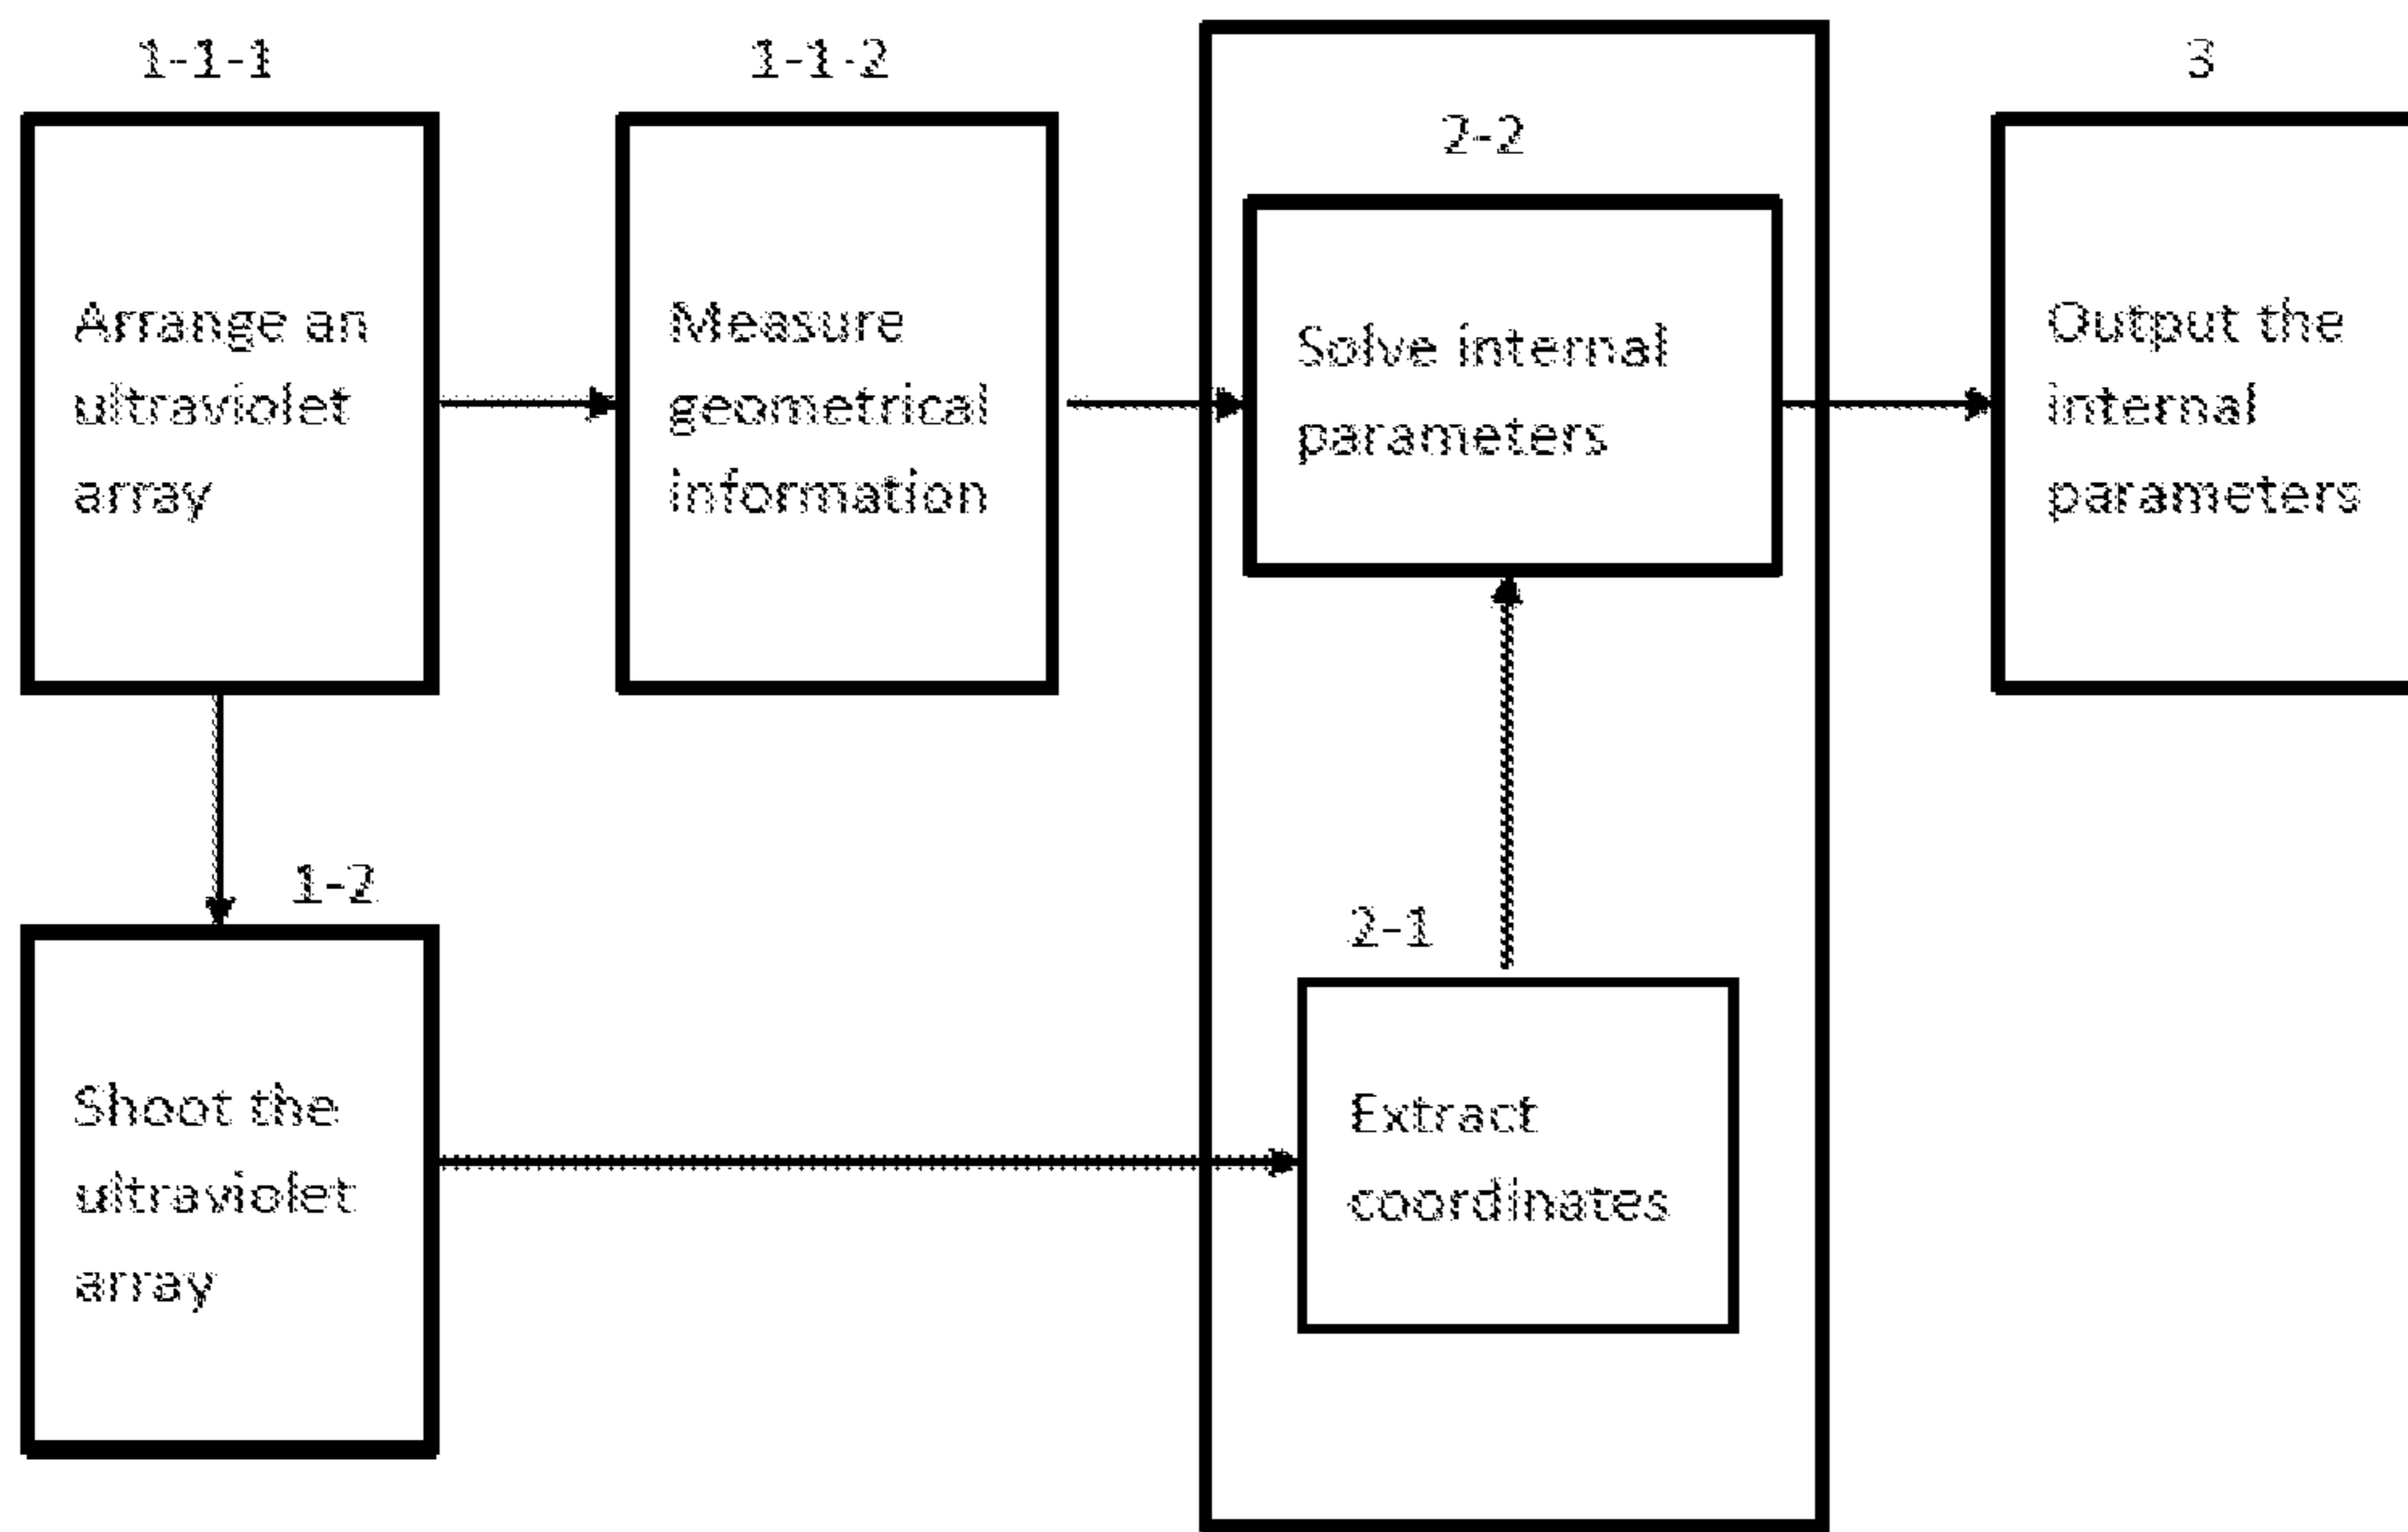 1-1-1
Arrange an
ultraviolet
array
1-1-2
Measure
geometrical
information
2-2
Solve internal
parameters
3
Output the
internal
parameters
1-2
Shoot the
ultraviolet
array
2-1
Extract
coordinates